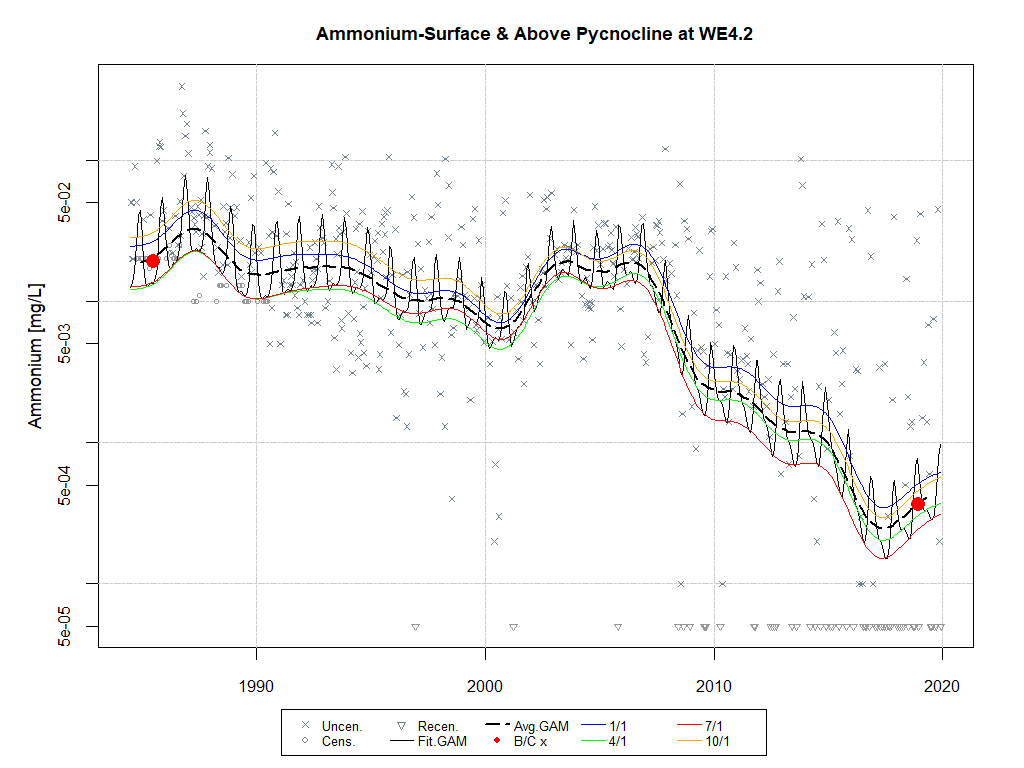 Ammonium-Surface & Above Pycnocline at WE4.2
Ammonium [mg/L]
5e-02
5e-03
5e-04
5e-05
1990
2000
2010
2020
Uncen.
Recen.
Avg.GAM
1/1
7/1
Cens.
Fit.GAM
B/C x
4/1
10/1